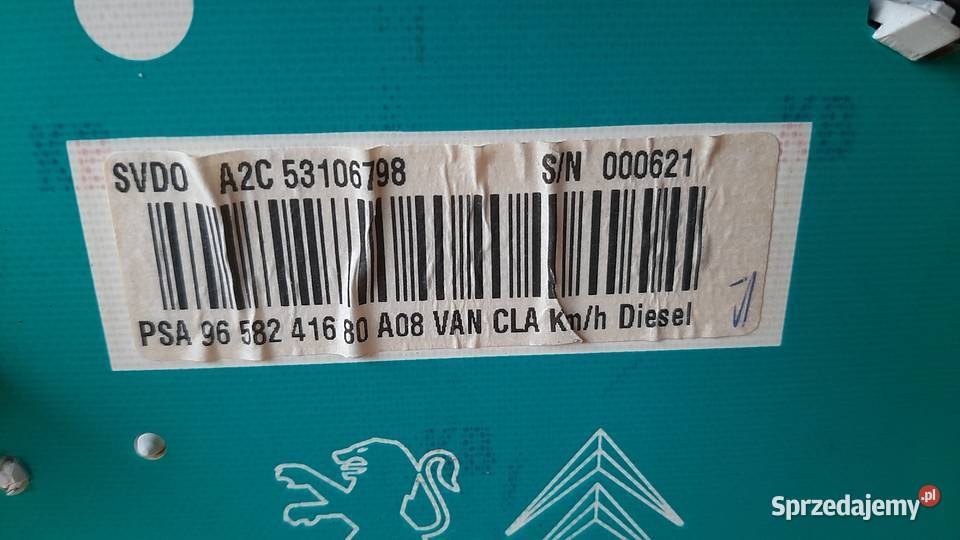 SVDO A2C 53106798 S/N 000621
PSA 96 582 416 80 A08 VAN CLA Km/h Diesel
Sprzedajemy.pl